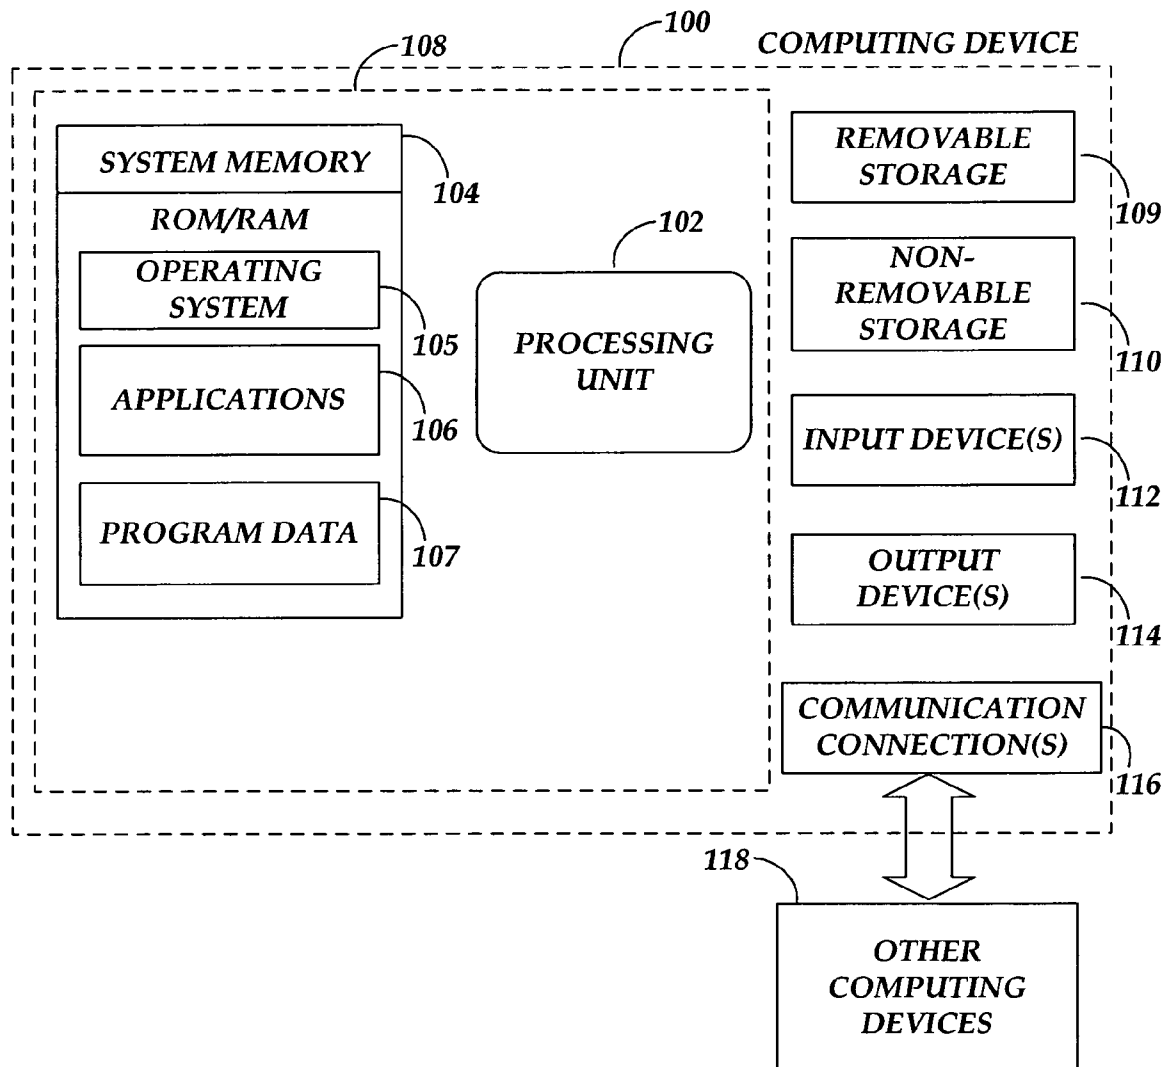 100
COMPUTING DEVICE
108
SYSTEM MEMORY
104
ROM/RAM
OPERATING
SYSTEM
105
APPLICATIONS
106
PROGRAM DATA
107
102
PROCESSING
UNIT
REMOVABLE
STORAGE
109
NON-
REMOVABLE
STORAGE
110
INPUT DEVICE(S)
112
OUTPUT
DEVICE(S)
114
COMMUNICATION
CONNECTION(S)
116
118
OTHER
COMPUTING
DEVICES